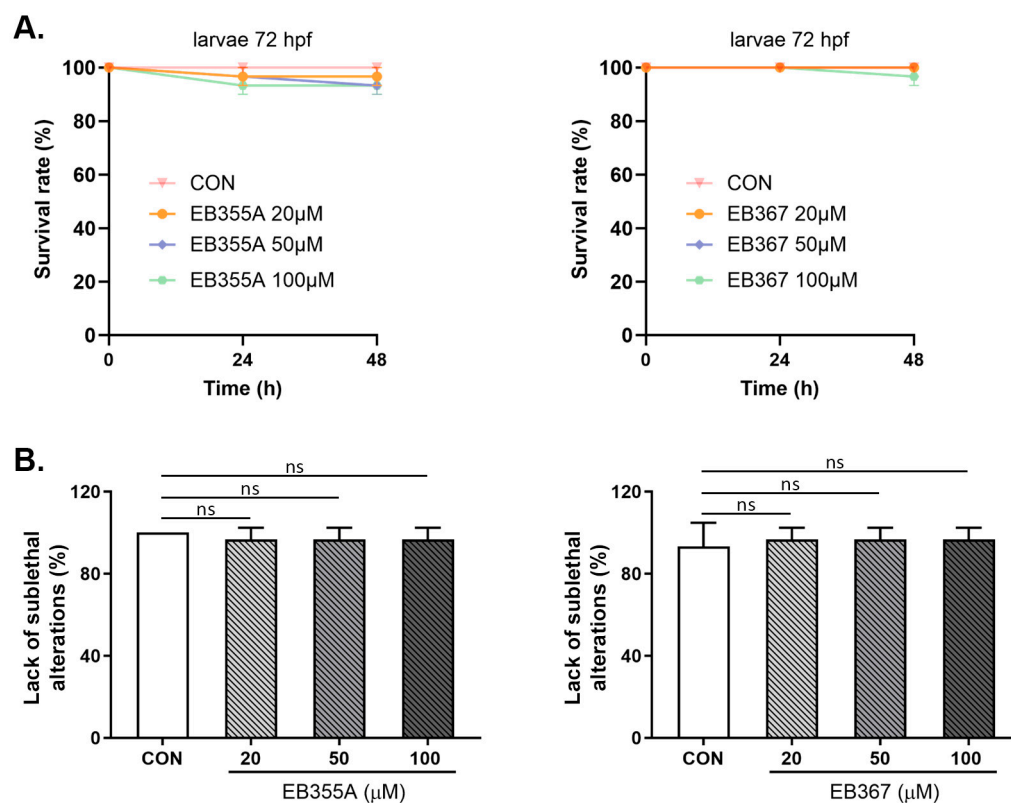 A.
larvae 72 hpf
Survival rate (%)
100
80
60
40
20
0
CON
EB355A 20µM
EB355A 50µM
EB355A 100µM
0 24 48
Time (h)
larvae 72 hpf
Survival rate (%)
100
80
60
40
20
0
CON
EB367 20µM
EB367 50µM
EB367 100µM
0 24 48
Time (h)
B.
Lack of sublethal
alterations (%)
120
80
40
0
ns
ns
ns
CON 20 50 100
EB355A (µM)
Lack of sublethal
alterations (%)
120
80
40
0
ns
ns
ns
CON 20 50 100
EB367 (µM)